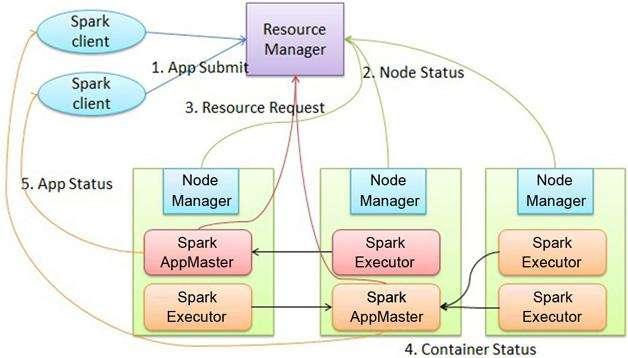 Spark
client
Resource
Manager
1. App Submit
2. Node Status
Spark
client
3. Resource Request
5. App Status
Node
Manager
Node
Manager
Node
Manager
Spark
AppMaster
Spark
Executor
Spark
Executor
Spark
Executor
Spark
AppMaster
Spark
Executor
4. Container Status